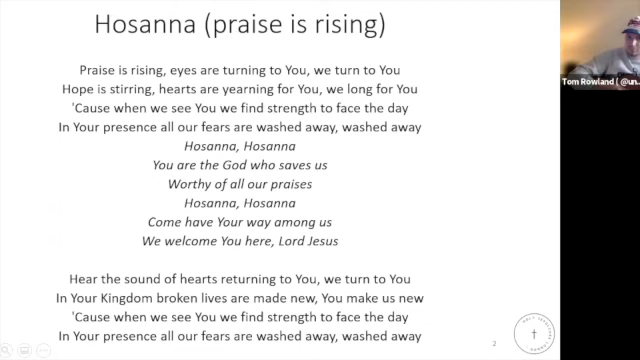 Hosanna (praise is rising)
Praise is rising, eyes are turning to You, we turn to You
Hope is stirring, hearts are yearning for You, we long for You
'Cause when we see You we find strength to face the day
In Your presence all our fears are washed away, washed away
Hosanna, Hosanna
You are the God who saves us
Worthy of all our praises
Hosanna, Hosanna
Come have Your way among us
We welcome You here, Lord Jesus
Hear the sound of hearts returning to You, we turn to You
In Your Kingdom broken lives are made new, You make us new
'Cause when we see You we find strength to face the day
In Your presence all our fears are washed away, washed away
2
Tom Rowland ( @un...